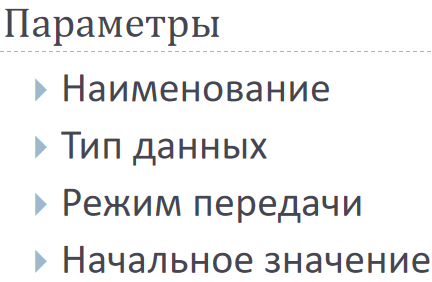 Параметры
Наименование
Тип данных
Режим передачи
Начальное значение